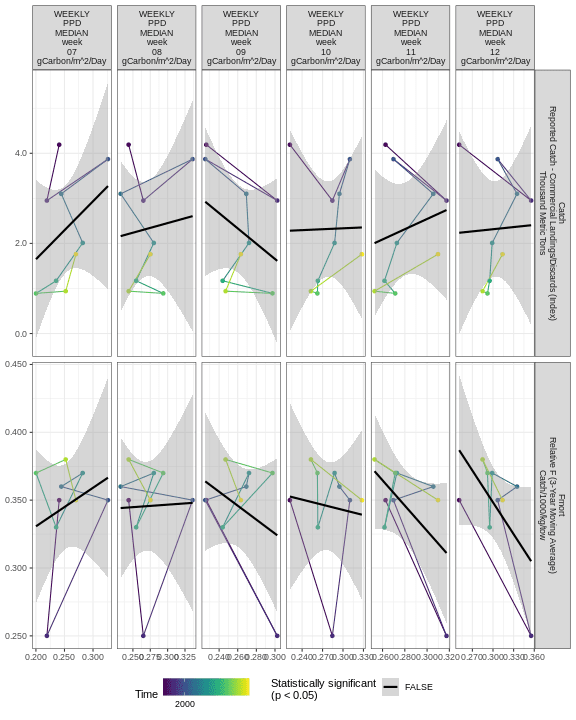 WEEKLY
PPD
MEDIAN
week
07
gCarbon/m^2/Day
WEEKLY
PPD
MEDIAN
week
08
gCarbon/m^2/Day
WEEKLY
PPD
MEDIAN
week
09
gCarbon/m^2/Day
WEEKLY
PPD
MEDIAN
week
10
gCarbon/m^2/Day
WEEKLY
PPD
MEDIAN
week
11
gCarbon/m^2/Day
WEEKLY
PPD
MEDIAN
week
12
gCarbon/m^2/Day
4.0
2.0
0.0
Catch
Reported Catch - Commercial Landings/Discards (Index)
Thousand Metric Tons
0.450
0.400
0.350
0.300
0.250
Fmort
Relative F (3-Year Moving Average)
Catch/1000/kg/tow
0.200 0.250 0.300
0.250 0.275 0.300 0.325
0.240 0.260 0.280 0.300
0.240 0.270 0.300 0.330
0.260 0.280 0.300 0.320
0.270 0.300 0.330 0.360
Time
2000
Statistically significant
(p < 0.05)
FALSE